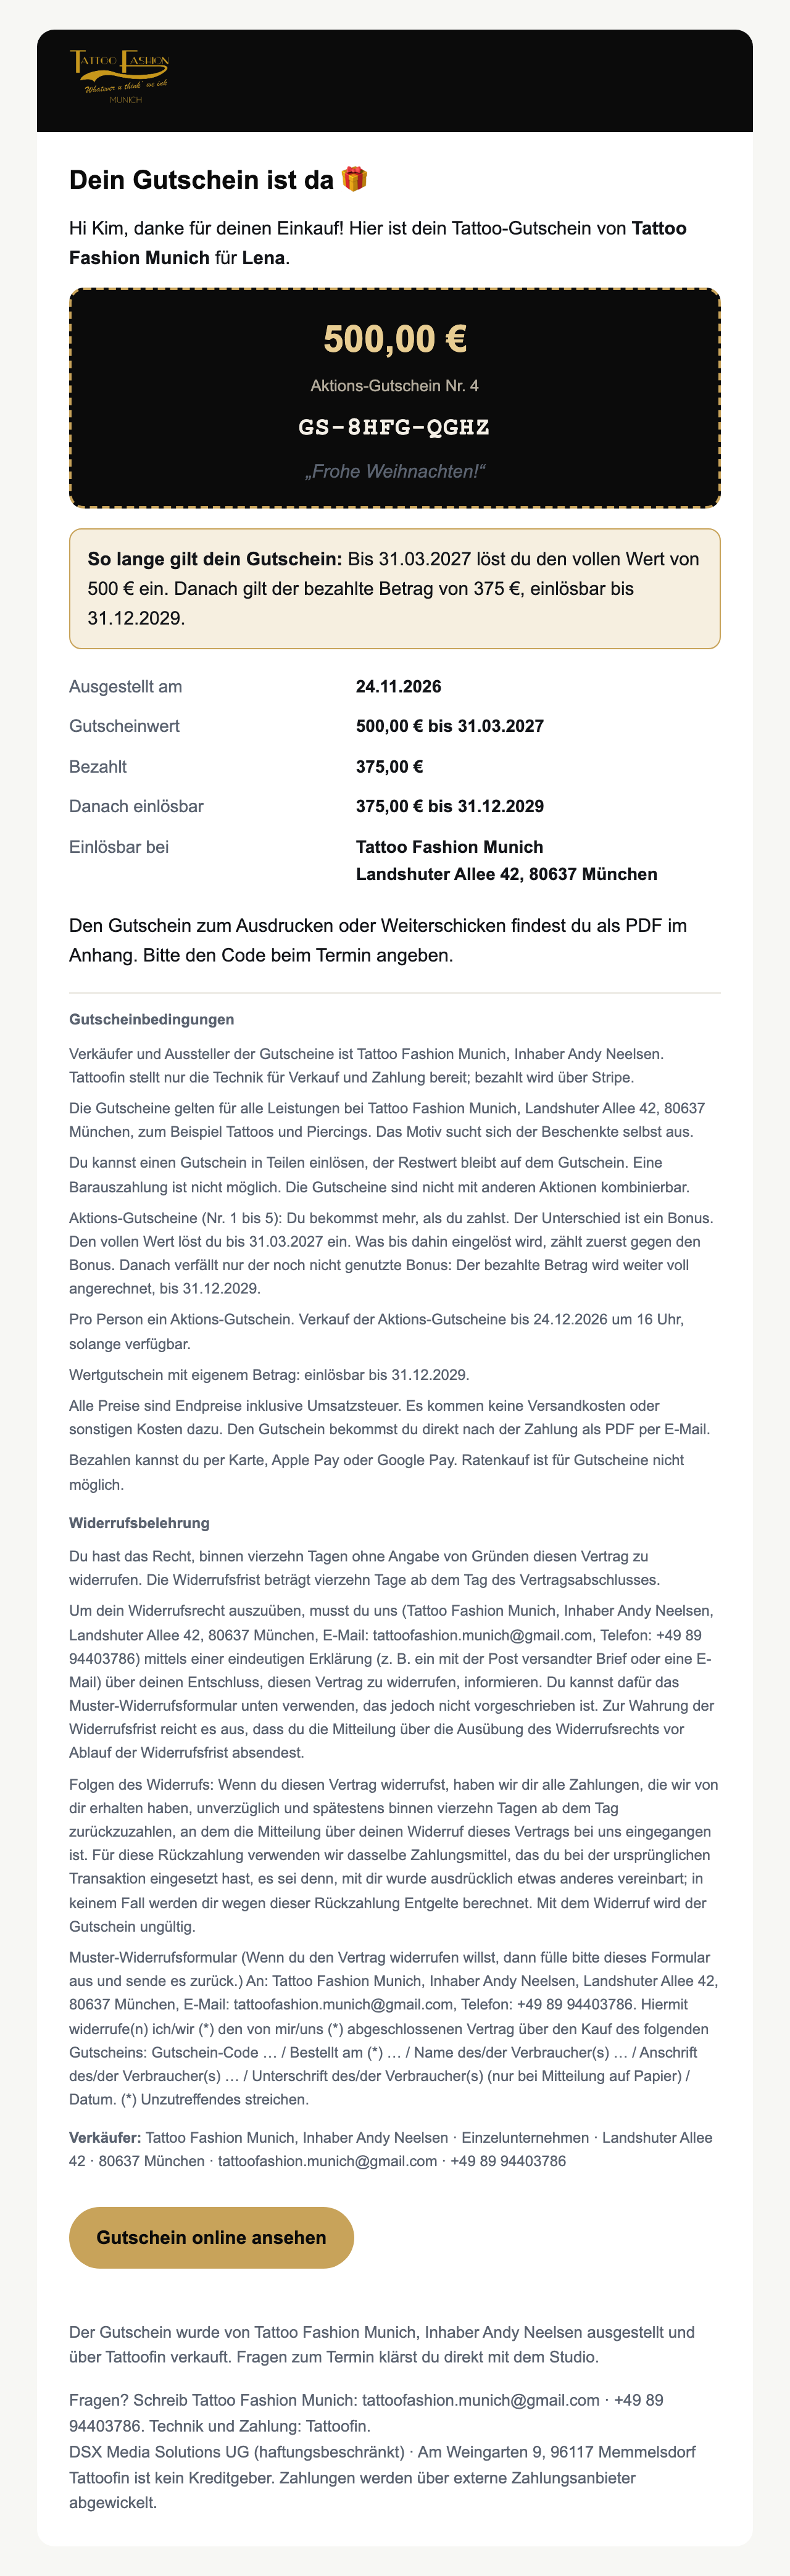 TATTOO FASHION
Whatever u think we ink
MUNICH
Dein Gutschein ist da
Hi Kim, danke für deinen Einkauf! Hier ist dein Tattoo-Gutschein von Tattoo
Fashion Munich für Lena.
500,00 €
Aktions-Gutschein Nr. 4
GS-8HFG-QGHZ
„Frohe Weihnachten!“
So lange gilt dein Gutschein: Bis 31.03.2027 löst du den vollen Wert von
500 € ein. Danach gilt der bezahlte Betrag von 375 €, einlösbar bis
31.12.2029.
Ausgestellt am 24.11.2026
Gutscheinwert 500,00 € bis 31.03.2027
Bezahlt 375,00 €
Danach einlösbar 375,00 € bis 31.12.2029
Einlösbar bei Tattoo Fashion Munich
Landshuter Allee 42, 80637 München
Den Gutschein zum Ausdrucken oder Weiterschicken findest du als PDF im
Anhang. Bitte den Code beim Termin angeben.
Gutscheinbedingungen
Verkäufer und Aussteller der Gutscheine ist Tattoo Fashion Munich, Inhaber Andy Neelsen.
Tattoofin stellt nur die Technik für Verkauf und Zahlung bereit; bezahlt wird über Stripe.
Die Gutscheine gelten für alle Leistungen bei Tattoo Fashion Munich, Landshuter Allee 42, 80637
München, zum Beispiel Tattoos und Piercings. Das Motiv sucht sich der Beschenkte selbst aus.
Du kannst einen Gutschein in Teilen einlösen, der Restwert bleibt auf dem Gutschein. Eine
Barauszahlung ist nicht möglich. Die Gutscheine sind nicht mit anderen Aktionen kombinierbar.
Aktions-Gutscheine (Nr. 1 bis 5): Du bekommst mehr, als du zahlst. Der Unterschied ist ein Bonus.
Den vollen Wert löst du bis 31.03.2027 ein. Was bis dahin eingelöst wird, zählt zuerst gegen den
Bonus. Danach verfällt nur der noch nicht genutzte Bonus: Der bezahlte Betrag wird weiter voll
angerechnet, bis 31.12.2029.
Pro Person ein Aktions-Gutschein. Verkauf der Aktions-Gutscheine bis 24.12.2026 um 16 Uhr,
solange verfügbar.
Wertgutschein mit eigenem Betrag: einlösbar bis 31.12.2029.
Alle Preise sind Endpreise inklusive Umsatzsteuer. Es kommen keine Versandkosten oder
sonstigen Kosten dazu. Den Gutschein bekommst du direkt nach der Zahlung als PDF per E-Mail.
Bezahlen kannst du per Karte, Apple Pay oder Google Pay. Ratenkauf ist für Gutscheine nicht
möglich.
Widerrufsbelehrung
Du hast das Recht, binnen vierzehn Tagen ohne Angabe von Gründen diesen Vertrag zu
widerrufen. Die Widerrufsfrist beträgt vierzehn Tage ab dem Tag des Vertragsabschlusses.
Um dein Widerrufsrecht auszuüben, musst du uns (Tattoo Fashion Munich, Inhaber Andy Neelsen,
Landshuter Allee 42, 80637 München, E-Mail: tattoofashion.munich@gmail.com, Telefon: +49 89
94403786) mittels einer eindeutigen Erklärung (z. B. ein mit der Post versandter Brief oder eine E-
Mail) über deinen Entschluss, diesen Vertrag zu widerrufen, informieren. Du kannst dafür das
Muster-Widerrufsformular unten verwenden, das jedoch nicht vorgeschrieben ist. Zur Wahrung der
Widerrufsfrist reicht es aus, dass du die Mitteilung über die Ausübung des Widerrufsrechts vor
Ablauf der Widerrufsfrist absendest.
Folgen des Widerrufs: Wenn du diesen Vertrag widerrufst, haben wir dir alle Zahlungen, die wir von
dir erhalten haben, unverzüglich und spätestens binnen vierzehn Tagen ab dem Tag
zurückzuzahlen, an dem die Mitteilung über deinen Widerruf dieses Vertrags bei uns eingegangen
ist. Für diese Rückzahlung verwenden wir dasselbe Zahlungsmittel, das du bei der ursprünglichen
Transaktion eingesetzt hast, es sei denn, mit dir wurde ausdrücklich etwas anderes vereinbart; in
keinem Fall werden dir wegen dieser Rückzahlung Entgelte berechnet. Mit dem Widerruf wird der
Gutschein ungültig.
Muster-Widerrufsformular (Wenn du den Vertrag widerrufen willst, dann fülle bitte dieses Formular
aus und sende es zurück.) An: Tattoo Fashion Munich, Inhaber Andy Neelsen, Landshuter Allee 42,
80637 München, E-Mail: tattoofashion.munich@gmail.com, Telefon: +49 89 94403786. Hiermit
widerrufe(n) ich/wir (*) den von mir/uns (*) abgeschlossenen Vertrag über den Kauf des folgenden
Gutscheins: Gutschein-Code … / Bestellt am (*) … / Name des/der Verbraucher(s) … / Anschrift
des/der Verbraucher(s) … / Unterschrift des/der Verbraucher(s) (nur bei Mitteilung auf Papier) /
Datum. (*) Unzutreffendes streichen.
Verkäufer: Tattoo Fashion Munich, Inhaber Andy Neelsen · Einzelunternehmen · Landshuter Allee
42 · 80637 München · tattoofashion.munich@gmail.com · +49 89 94403786
Gutschein online ansehen
Der Gutschein wurde von Tattoo Fashion Munich, Inhaber Andy Neelsen ausgestellt und
über Tattoofin verkauft. Fragen zum Termin klärst du direkt mit dem Studio.
Fragen? Schreib Tattoo Fashion Munich: tattoofashion.munich@gmail.com · +49 89
94403786. Technik und Zahlung: Tattoofin.
DSX Media Solutions UG (haftungsbeschränkt) · Am Weingarten 9, 96117 Memmelsdorf
Tattoofin ist kein Kreditgeber. Zahlungen werden über externe Zahlungsanbieter
abgewickelt.